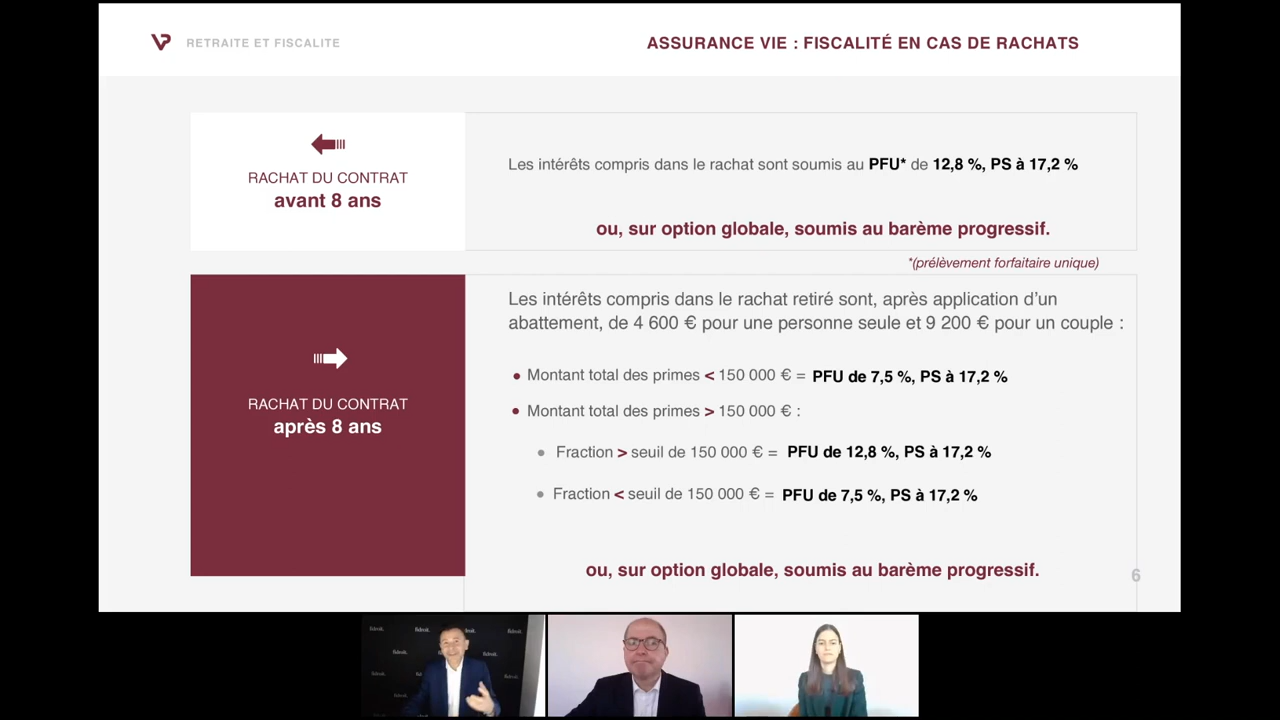 VP RETRAITE ET FISCALITE
ASSURANCE VIE : FISCALITÉ EN CAS DE RACHATS
RACHAT DU CONTRAT
avant 8 ans
Les intérêts compris dans le rachat sont soumis au PFU* de 12,8 %, PS à 17,2 %
ou, sur option globale, soumis au barème progressif.
*(prélèvement forfaitaire unique)
RACHAT DU CONTRAT
après 8 ans
Les intérêts compris dans le rachat retiré sont, après application d’un
abattement, de 4 600 € pour une personne seule et 9 200 € pour un couple :
• Montant total des primes < 150 000 € = PFU de 7,5 %, PS à 17,2 %
• Montant total des primes > 150 000 € :
• Fraction > seuil de 150 000 € = PFU de 12,8 %, PS à 17,2 %
• Fraction < seuil de 150 000 € = PFU de 7,5 %, PS à 17,2 %
ou, sur option globale, soumis au barème progressif.
6
fidroit.
fidroit.
fidroit.
fidroit.
fidroit.